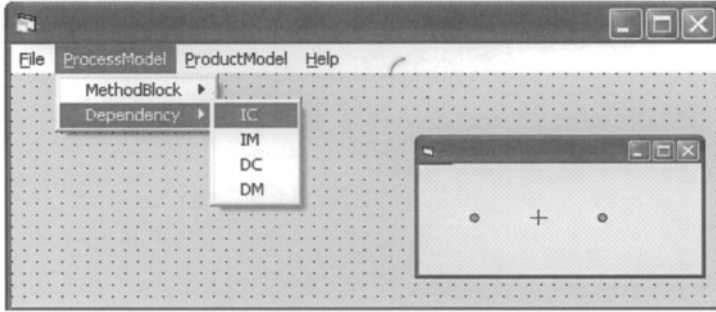 File ProcessModel ProductModel Help
MethodBlock
Dependency
IC
IM
DC
DM